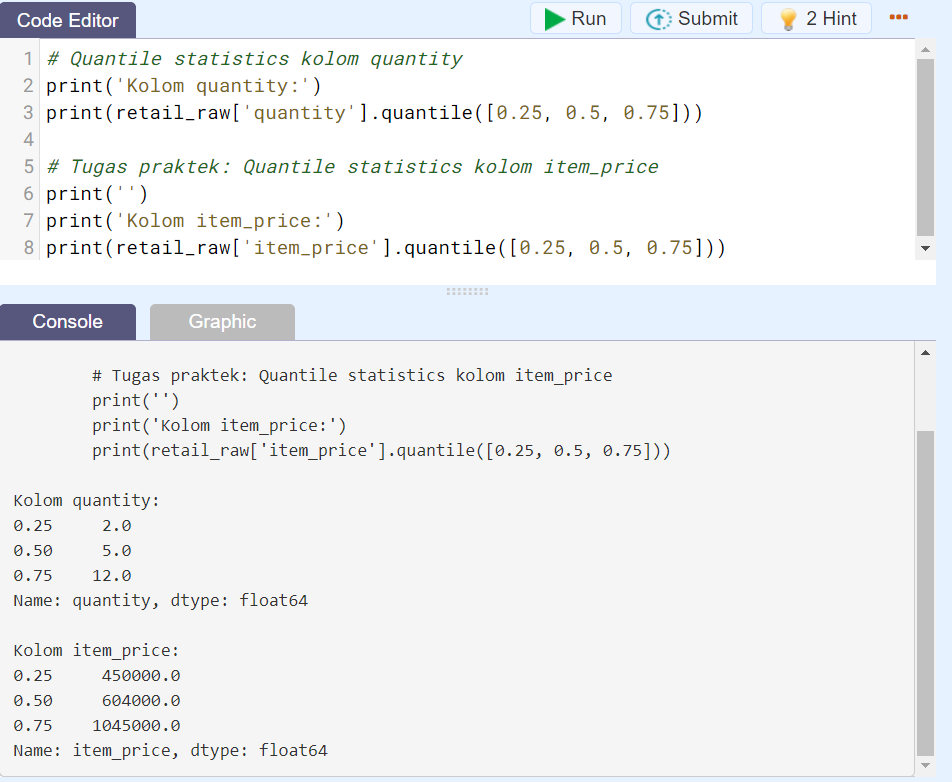 Code Editor
Run
Submit
2 Hint
1 # Quantile statistics kolom quantity
2 print('Kolom quantity:')
3 print(retail_raw['quantity'].quantile([0.25, 0.5, 0.75]))
4
5 # Tugas praktek: Quantile statistics kolom item_price
6 print('')
7 print('Kolom item_price:')
8 print(retail_raw['item_price'].quantile([0.25, 0.5, 0.75]))
Console
Graphic
# Tugas praktek: Quantile statistics kolom item_price
print('')
print('Kolom item_price:')
print(retail_raw['item_price'].quantile([0.25, 0.5, 0.75]))
Kolom quantity:
0.25     2.0
0.50     5.0
0.75    12.0
Name: quantity, dtype: float64
Kolom item_price:
0.25     450000.0
0.50     604000.0
0.75    1045000.0
Name: item_price, dtype: float64